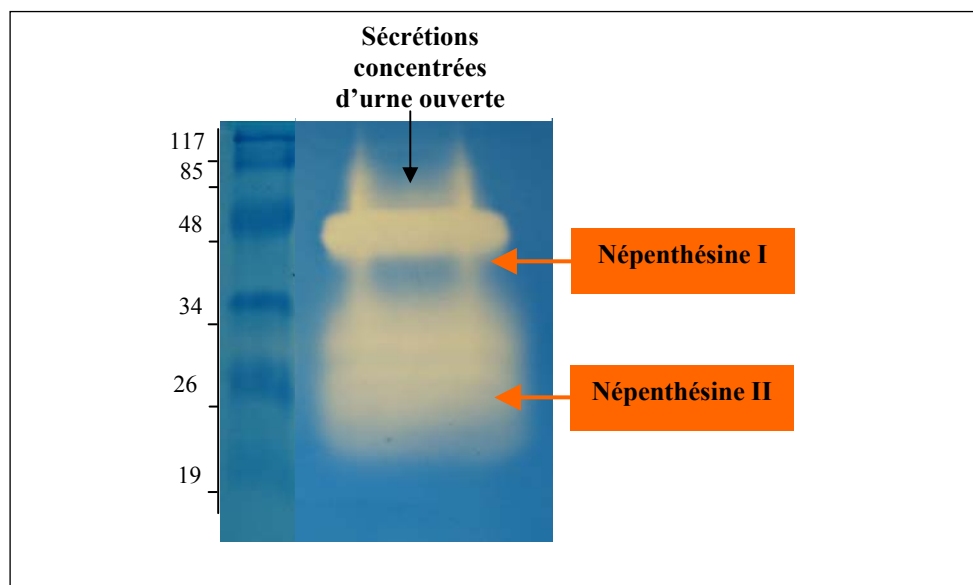 Sécrétions
concentrées
d’urne ouverte
117
85
48
Népenthésine I
34
Népenthésine II
26
19